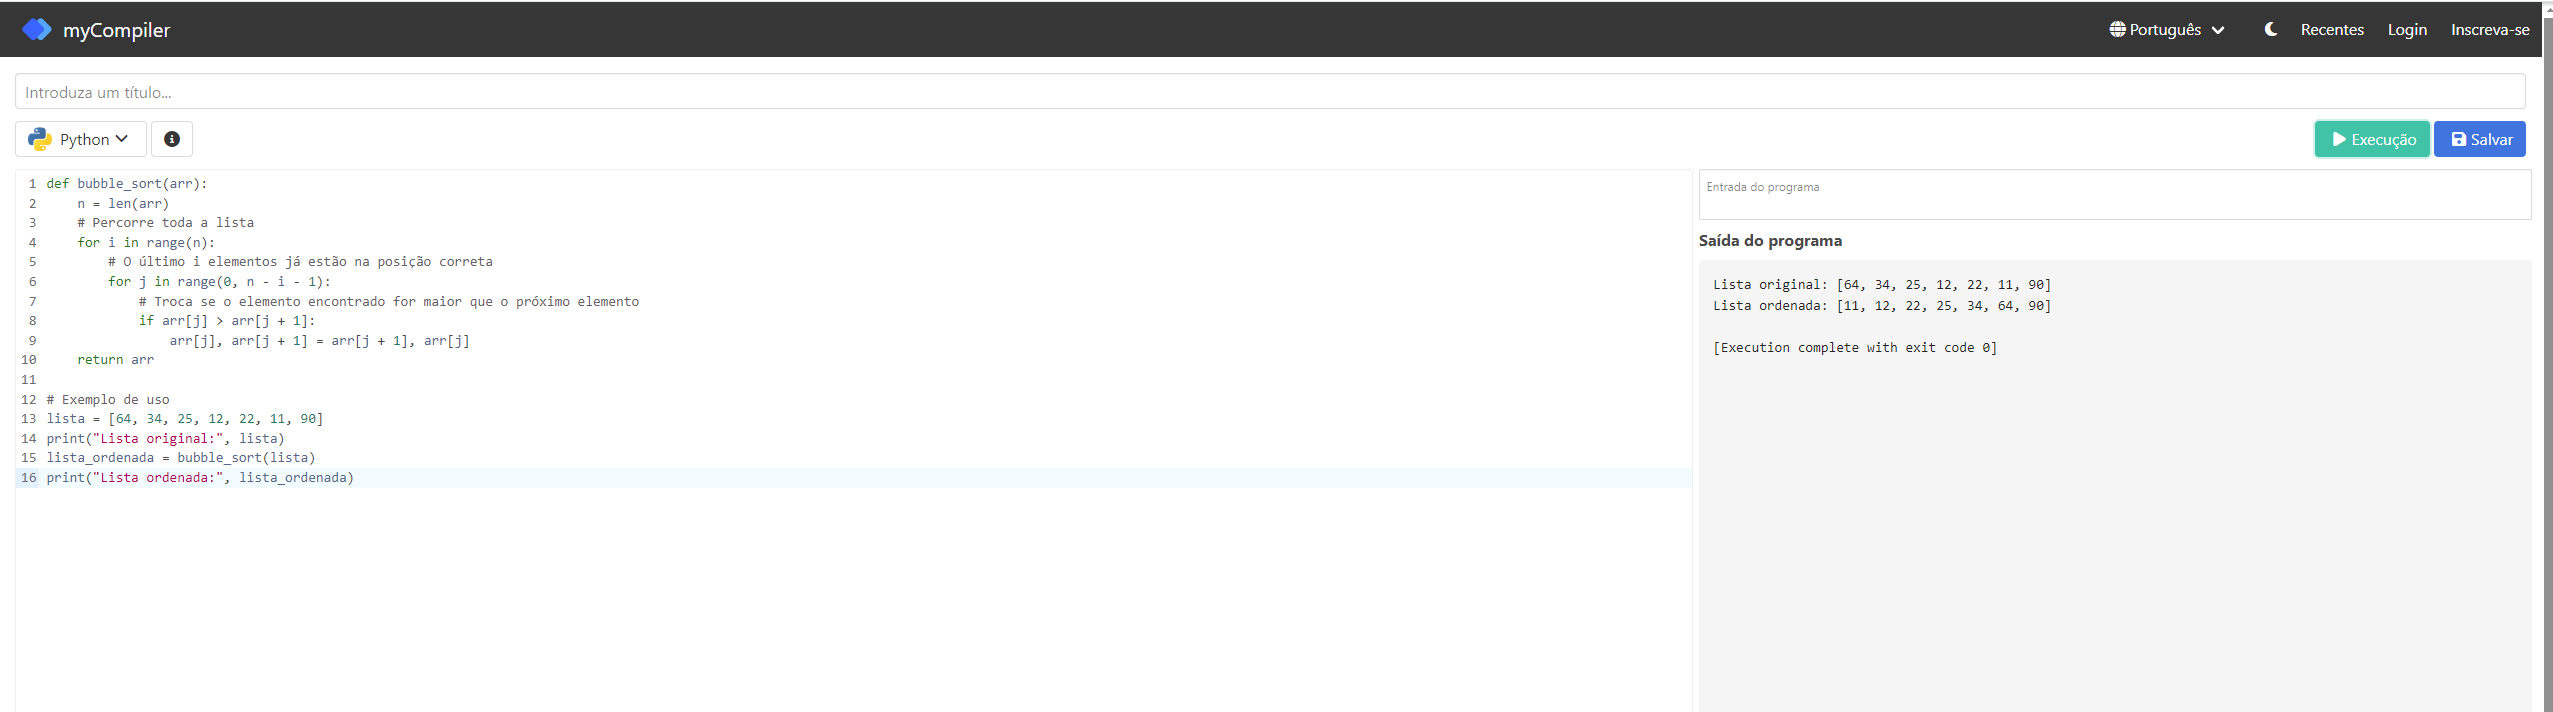 myCompiler
Português
Recentes
Login
Inscreva-se
Introduza um título...
Python
Execução
Salvar
1 def bubble_sort(arr):
2     n = len(arr)
3     # Percorre toda a lista
4     for i in range(n):
5         # O último i elementos já estão na posição correta
6         for j in range(0, n - i - 1):
7             # Troca se o elemento encontrado for maior que o próximo elemento
8             if arr[j] > arr[j + 1]:
9                 arr[j], arr[j + 1] = arr[j + 1], arr[j]
10     return arr
11
12 # Exemplo de uso
13 lista = [64, 34, 25, 12, 22, 11, 90]
14 print("Lista original:", lista)
15 lista_ordenada = bubble_sort(lista)
16 print("Lista ordenada:", lista_ordenada)
Entrada do programa
Saída do programa
Lista original: [64, 34, 25, 12, 22, 11, 90]
Lista ordenada: [11, 12, 22, 25, 34, 64, 90]
[Execution complete with exit code 0]